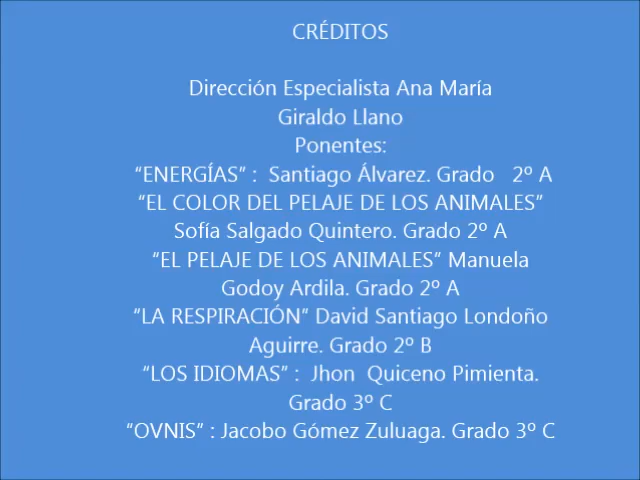 CRÉDITOS
Dirección Especialista Ana María
Giraldo Llano
Ponentes:
“ENERGÍAS” :  Santiago Álvarez. Grado   2º A
“EL COLOR DEL PELAJE DE LOS ANIMALES”
Sofía Salgado Quintero. Grado 2º A
“EL PELAJE DE LOS ANIMALES“ Manuela
Godoy Ardila. Grado 2º A
“LA RESPIRACIÓN” David Santiago Londoño
Aguirre. Grado 2º B
“LOS IDIOMAS” :  Jhon  Quiceno Pimienta.
Grado 3º C
“OVNIS” : Jacobo Gómez Zuluaga. Grado 3º C